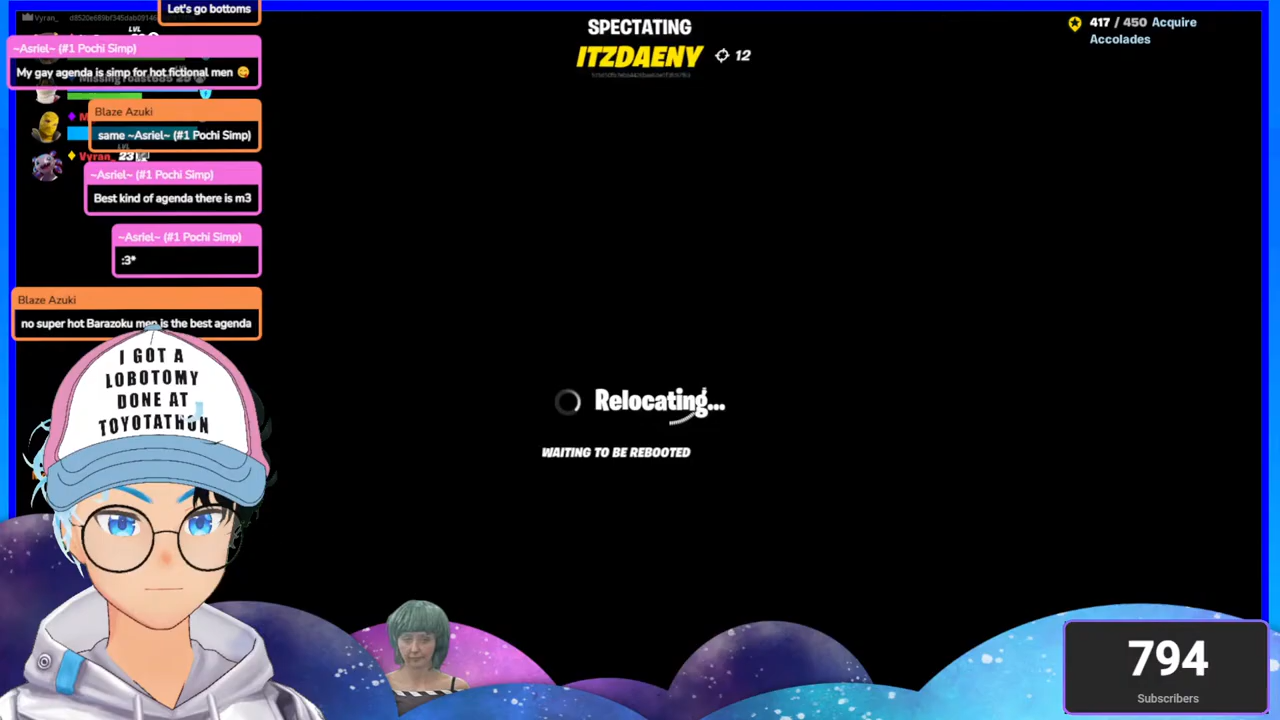 Let's go bottoms
Vyran_
~Asriel~ (#1 Pochi Simp)
My gay agenda is simp for hot fictional men 😋
Blaze Azuki
same ~Asriel~ (#1 Pochi Simp)
Vyran_ 23
~Asriel~ (#1 Pochi Simp)
Best kind of agenda there is m3
~Asriel~ (#1 Pochi Simp)
:3*
Blaze Azuki
no super hot Barazoku men is the best agenda
I GOT A
LOBOTOMY
DONE AT
TOYOTATHON
SPECTATING
ITZDAENY 12
417 / 450 Acquire
Accolades
Relocating...
WAITING TO BE REBOOTED
794
Subscribers